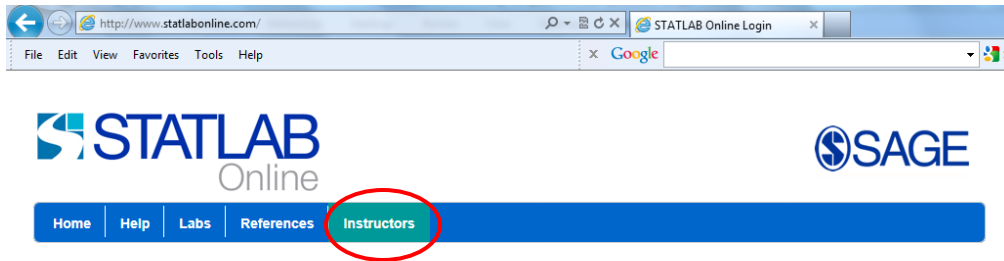 http://www.statlabonline.com/ STATLAB Online Login
File Edit View Favorites Tools Help x Google
STATLAB
Online
SSAGE
Home Help Labs References Instructors